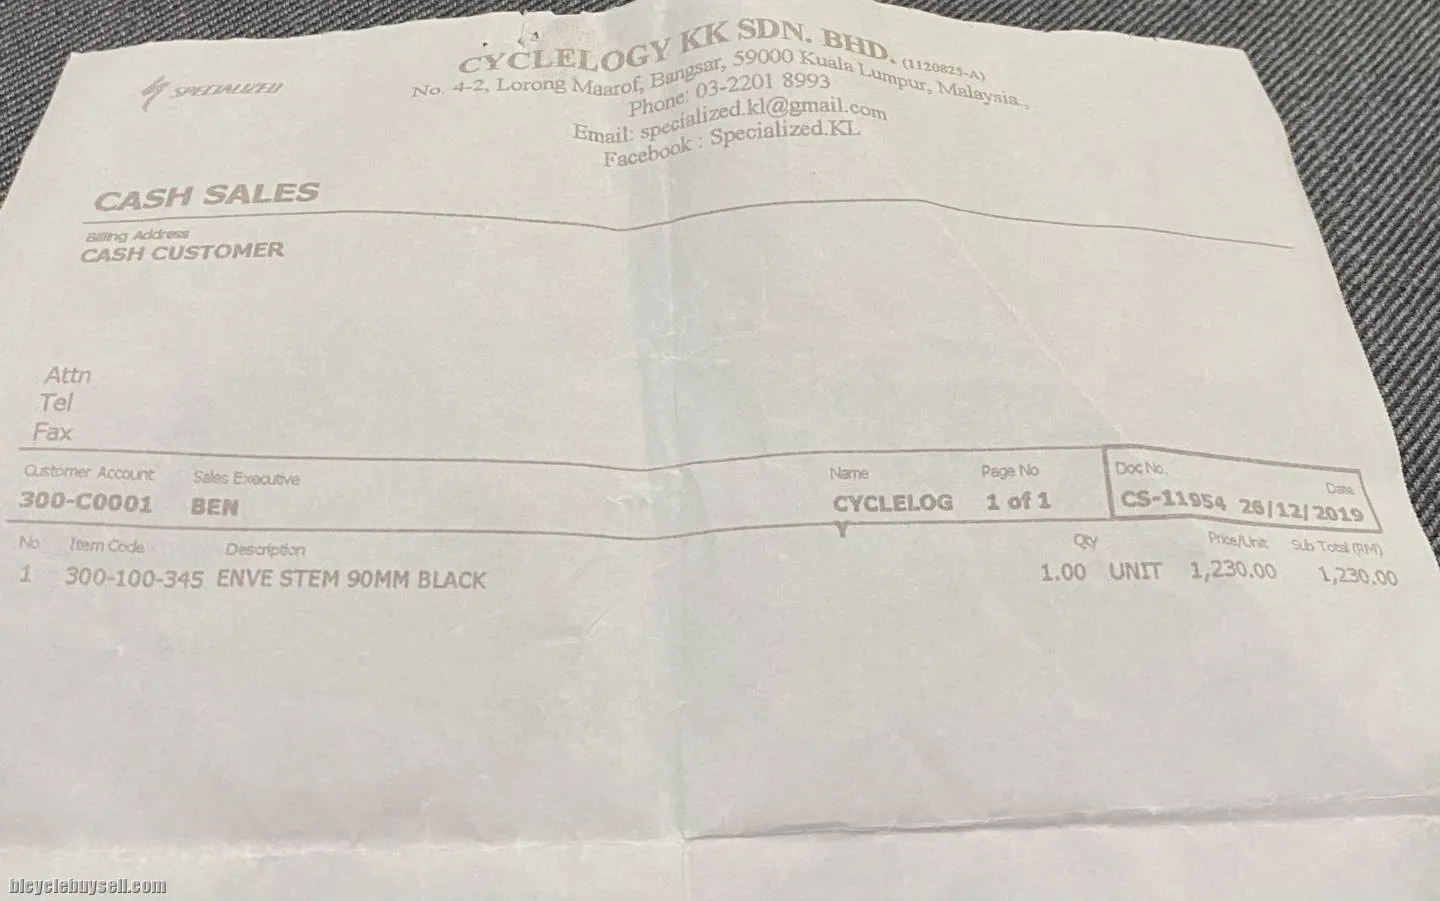 SPECIALIZED
CYCLELOGY KK SDN. BHD. (1120825-A)
No. 4-2, Lorong Maarof, Bangsar, 59000 Kuala Lumpur, Malaysia.,
Phone: 03-2201 8993
Email: specialized.kl@gmail.com
Facebook : Specialized.KL
CASH SALES
Billing Address
CASH CUSTOMER
Attn
Tel
Fax
Customer Account Sales Executive Name Page No Doc No. Date
300-C0001 BEN CYCLELOG 1 of 1 CS-11954 26/12/2019
Y
No Item Code Description Qty Price/Unit Sub Total (RM)
1 300-100-345 ENVE STEM 90MM BLACK 1.00 UNIT 1,230.00 1,230.00
bicyclebuysell.com